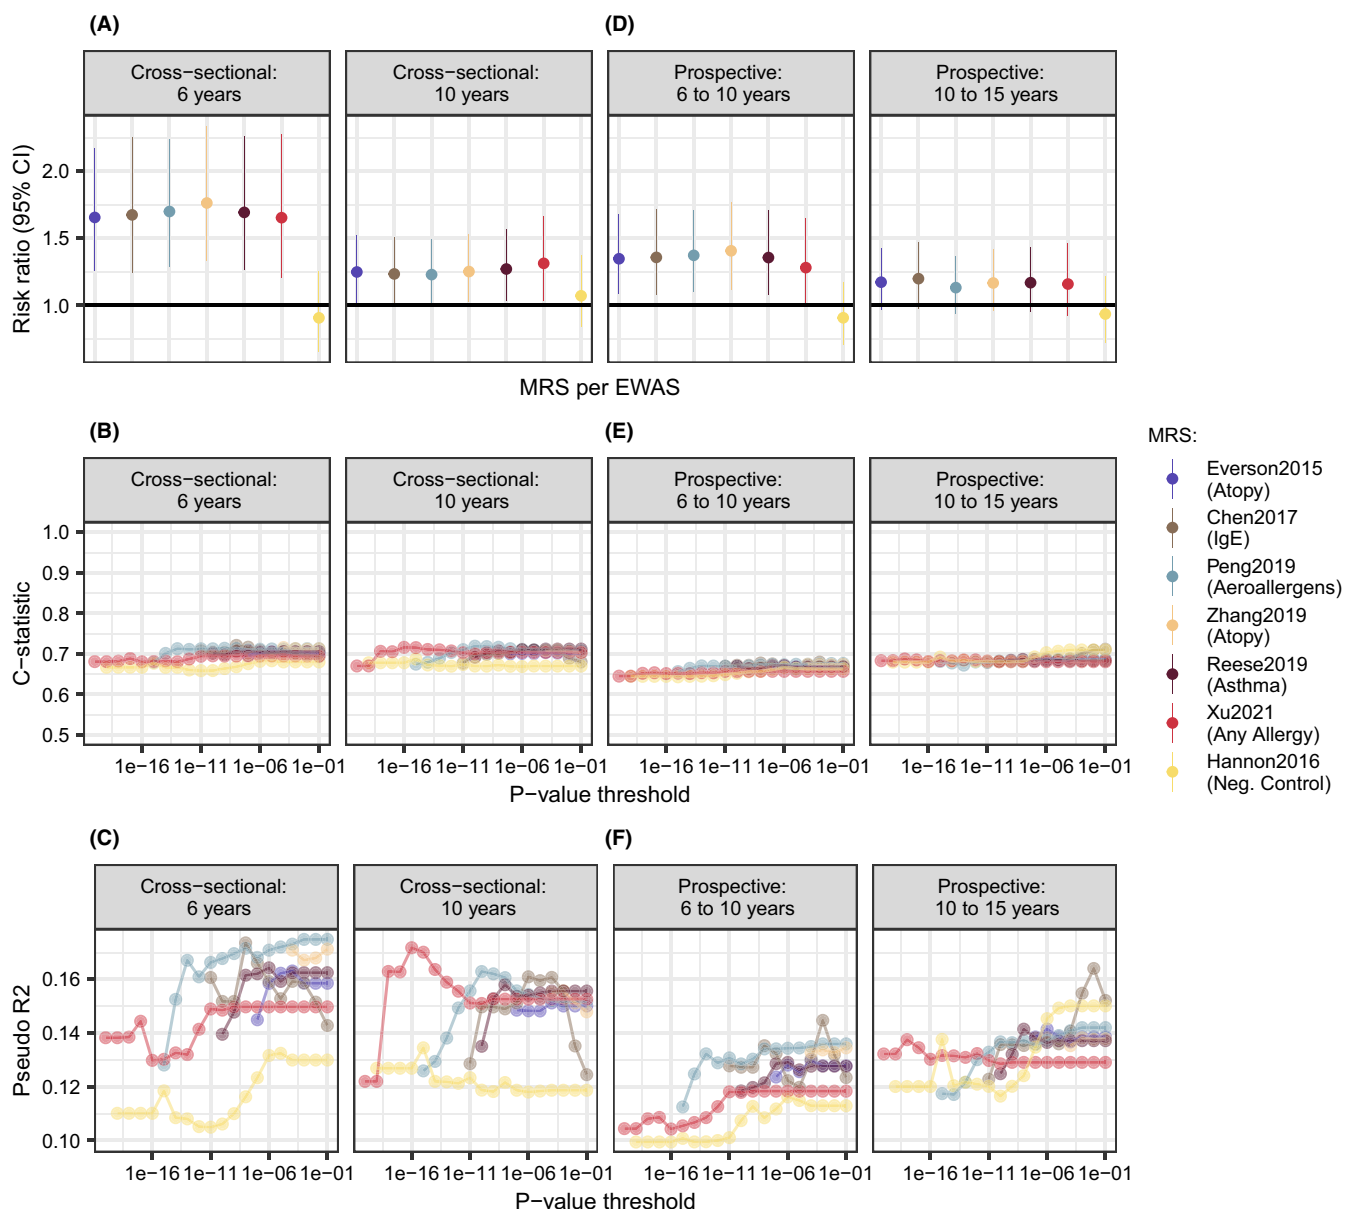 (A)
(D)
Cross−sectional:
6 years
Cross−sectional:
10 years
Prospective:
6 to 10 years
Prospective:
10 to 15 years
Risk ratio (95% CI)
2.0
1.5
1.0
MRS per EWAS
(B)
(E)
Cross−sectional:
6 years
Cross−sectional:
10 years
Prospective:
6 to 10 years
Prospective:
10 to 15 years
C−statistic
1.0
0.9
0.8
0.7
0.6
0.5
1e−16 1e−11 1e−06 1e−01
1e−16 1e−11 1e−06 1e−01
1e−16 1e−11 1e−06 1e−01
1e−16 1e−11 1e−06 1e−01
P−value threshold
MRS:
Everson2015
(Atopy)
Chen2017
(IgE)
Peng2019
(Aeroallergens)
Zhang2019
(Atopy)
Reese2019
(Asthma)
Xu2021
(Any Allergy)
Hannon2016
(Neg. Control)
(C)
(F)
Cross−sectional:
6 years
Cross−sectional:
10 years
Prospective:
6 to 10 years
Prospective:
10 to 15 years
Pseudo R2
0.16
0.14
0.12
0.10
1e−16 1e−11 1e−06 1e−01
1e−16 1e−11 1e−06 1e−01
1e−16 1e−11 1e−06 1e−01
1e−16 1e−11 1e−06 1e−01
P−value threshold